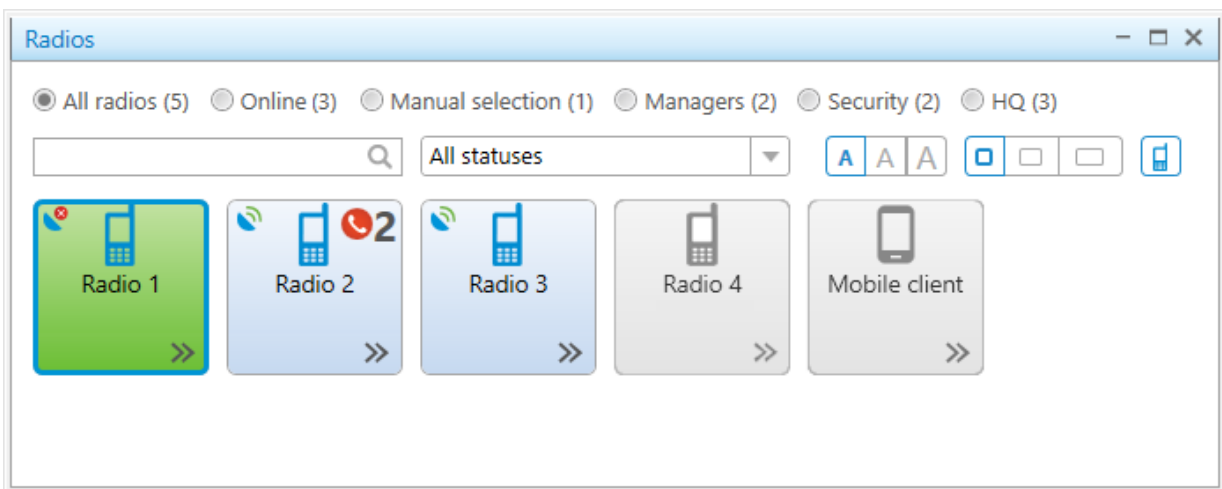 Radios
All radios (5) Online (3) Manual selection (1) Managers (2) Security (2) HQ (3)
All statuses A A A
2
Radio 1 Radio 2 Radio 3 Radio 4 Mobile client